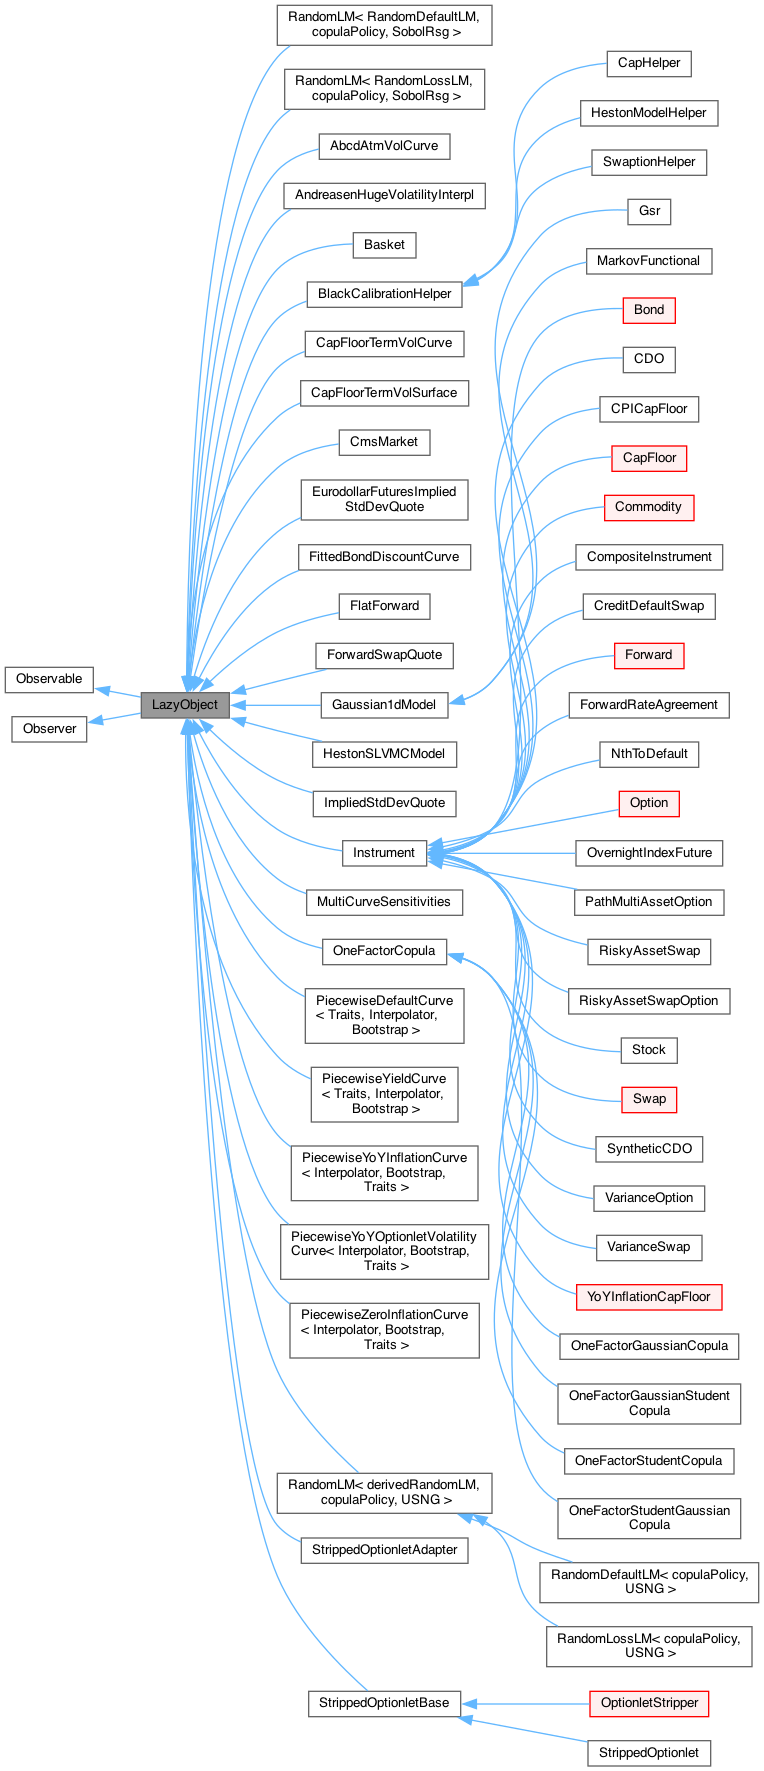 Observable
Observer
LazyObject
RandomLM< RandomDefaultLM,
copulaPolicy, SobolRsg >
RandomLM< RandomLossLM,
copulaPolicy, SobolRsg >
AbcdAtmVolCurve
AndreasenHugeVolatilityInterpl
Basket
BlackCalibrationHelper
CapFloorTermVolCurve
CapFloorTermVolSurface
CmsMarket
EurodollarFuturesImplied
StdDevQuote
FittedBondDiscountCurve
FlatForward
ForwardSwapQuote
Gaussian1dModel
HestonSLVMCModel
ImpliedStdDevQuote
Instrument
MultiCurveSensitivities
OneFactorCopula
PiecewiseDefaultCurve
< Traits, Interpolator,
Bootstrap >
PiecewiseYieldCurve
< Traits, Interpolator,
Bootstrap >
PiecewiseYoYInflationCurve
< Interpolator, Bootstrap,
Traits >
PiecewiseYoYOptionletVolatility
Curve< Interpolator, Bootstrap,
Traits >
PiecewiseZeroInflationCurve
< Interpolator, Bootstrap,
Traits >
RandomLM< derivedRandomLM,
copulaPolicy, USNG >
StrippedOptionletAdapter
StrippedOptionletBase
CapHelper
HestonModelHelper
SwaptionHelper
Gsr
MarkovFunctional
Bond
CDO
CPICapFloor
CapFloor
Commodity
CompositeInstrument
CreditDefaultSwap
Forward
ForwardRateAgreement
NthToDefault
Option
OvernightIndexFuture
PathMultiAssetOption
RiskyAssetSwap
RiskyAssetSwapOption
Stock
Swap
SyntheticCDO
VarianceOption
VarianceSwap
YoYInflationCapFloor
OneFactorGaussianCopula
OneFactorGaussianStudent
Copula
OneFactorStudentCopula
OneFactorStudentGaussian
Copula
RandomDefaultLM< copulaPolicy,
USNG >
RandomLossLM< copulaPolicy,
USNG >
OptionletStripper
StrippedOptionlet